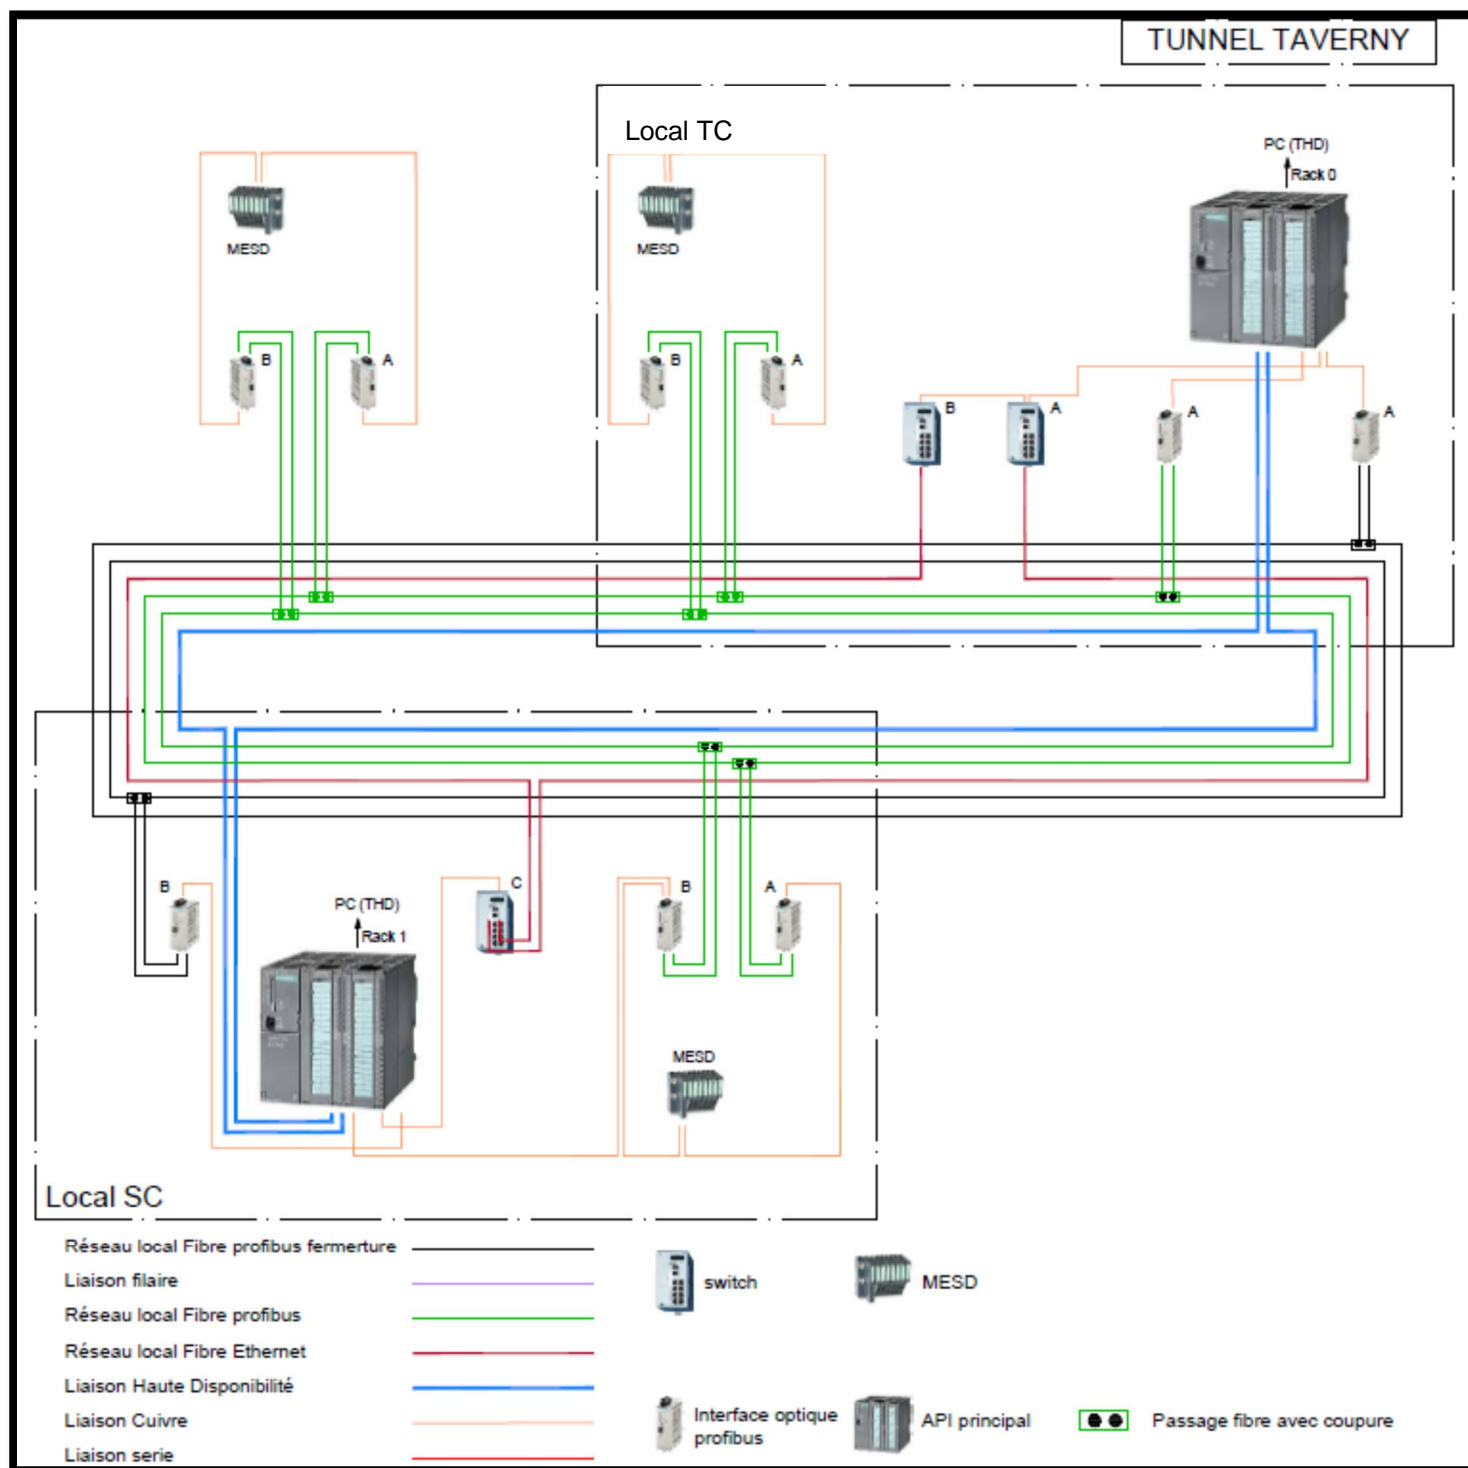 TUNNEL TAVERNY
Local TC
PC (THD)
Rack 0
MESD
MESD
B
A
B
A
B
A
A
A
B
PC (THD)
Rack 1
C
B
A
MESD
Local SC
Réseau local Fibre profibus fermerture
Liaison filaire
Réseau local Fibre profibus
Réseau local Fibre Ethernet
Liaison Haute Disponibilité
Liaison Cuivre
Liaison serie
switch
MESD
Interface optique
profibus
API principal
Passage fibre avec coupure